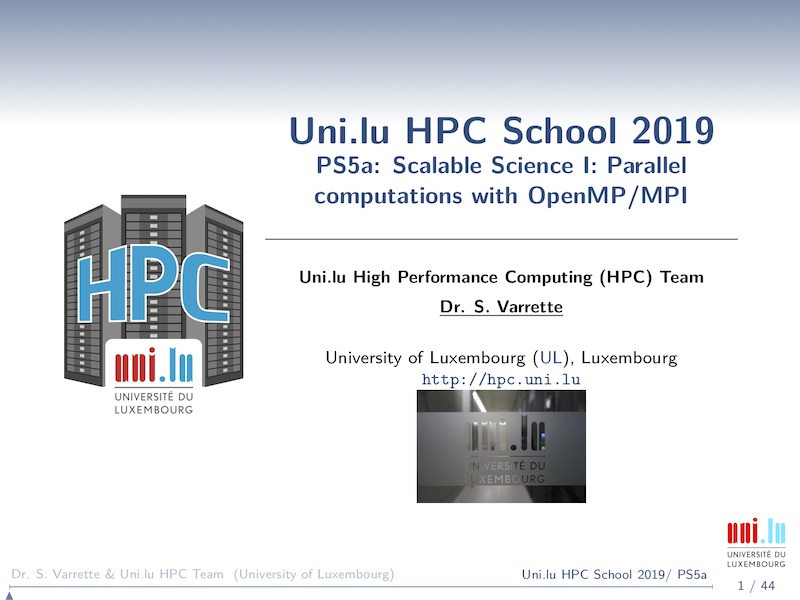 Uni.lu HPC School 2019
PS5a: Scalable Science I: Parallel
computations with OpenMP/MPI
HPC
uni.lu
UNIVERSITÉ DU
LUXEMBOURG
Uni.lu High Performance Computing (HPC) Team
Dr. S. Varrette
University of Luxembourg (UL), Luxembourg
http://hpc.uni.lu
uni.lu
UNIVERSITÉ DU
LUXEMBOURG
uni.lu
UNIVERSITÉ DU
LUXEMBOURG
Dr. S. Varrette & Uni.lu HPC Team (University of Luxembourg)
Uni.lu HPC School 2019/ PS5a
1 / 44